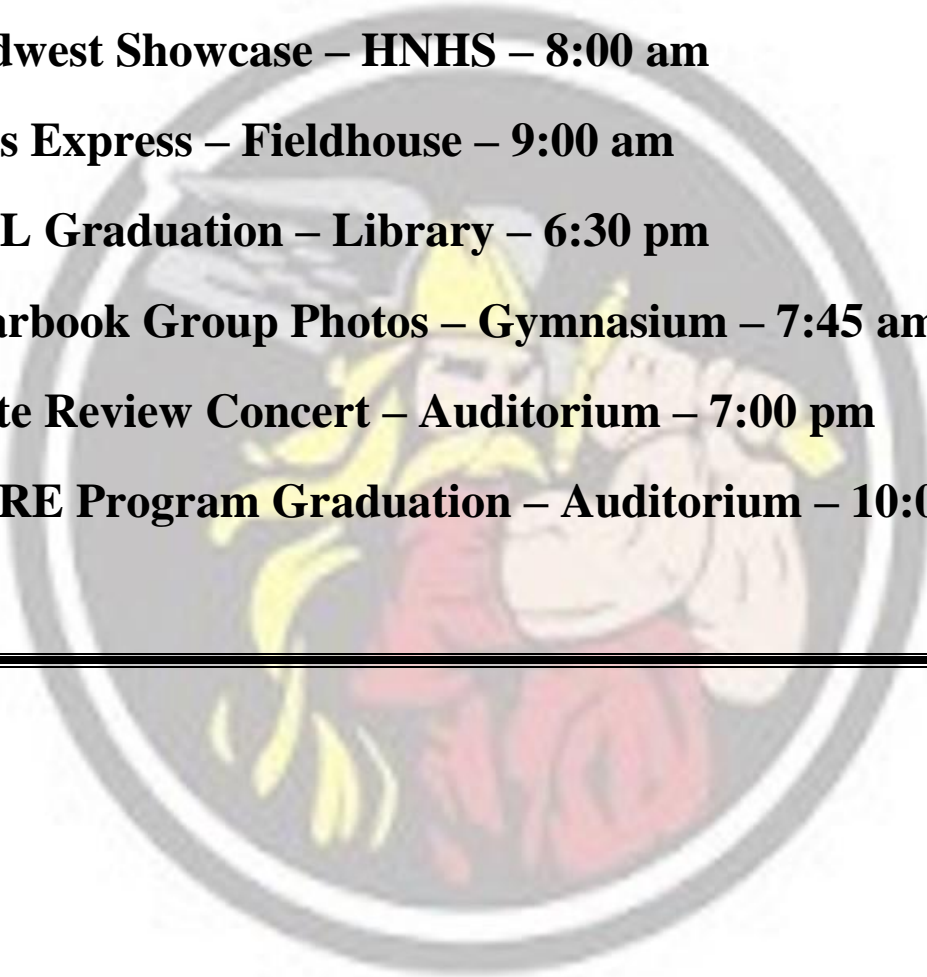 dwest Showcase – HNHS – 8:00 am
s Express – Fieldhouse – 9:00 am
L Graduation – Library – 6:30 pm
arbook Group Photos – Gymnasium – 7:45 am
te Review Concert – Auditorium – 7:00 pm
RE Program Graduation – Auditorium – 10:0